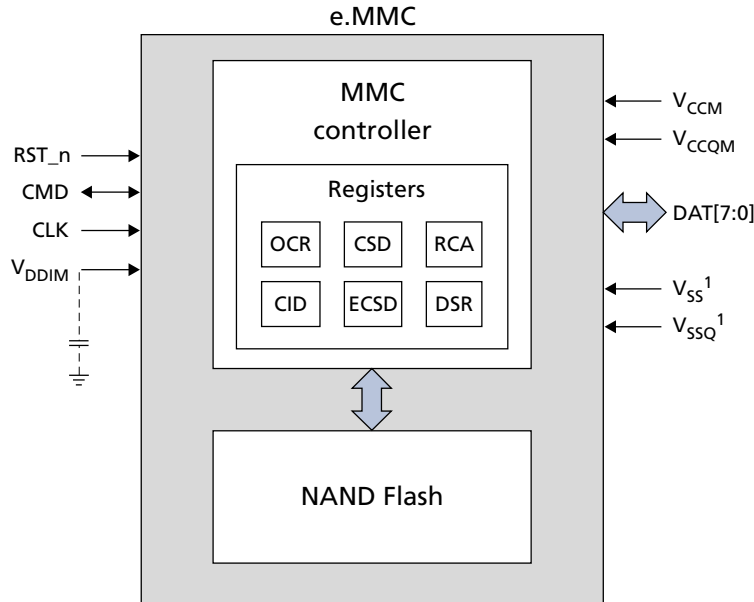 e.MMC
MMC
controller
Registers
OCR CSD RCA
CID ECSD DSR
NAND Flash
RST_n
CMD
CLK
VDDIM
VCCM
VCCQM
DAT[7:0]
VSS1
VSSQ1